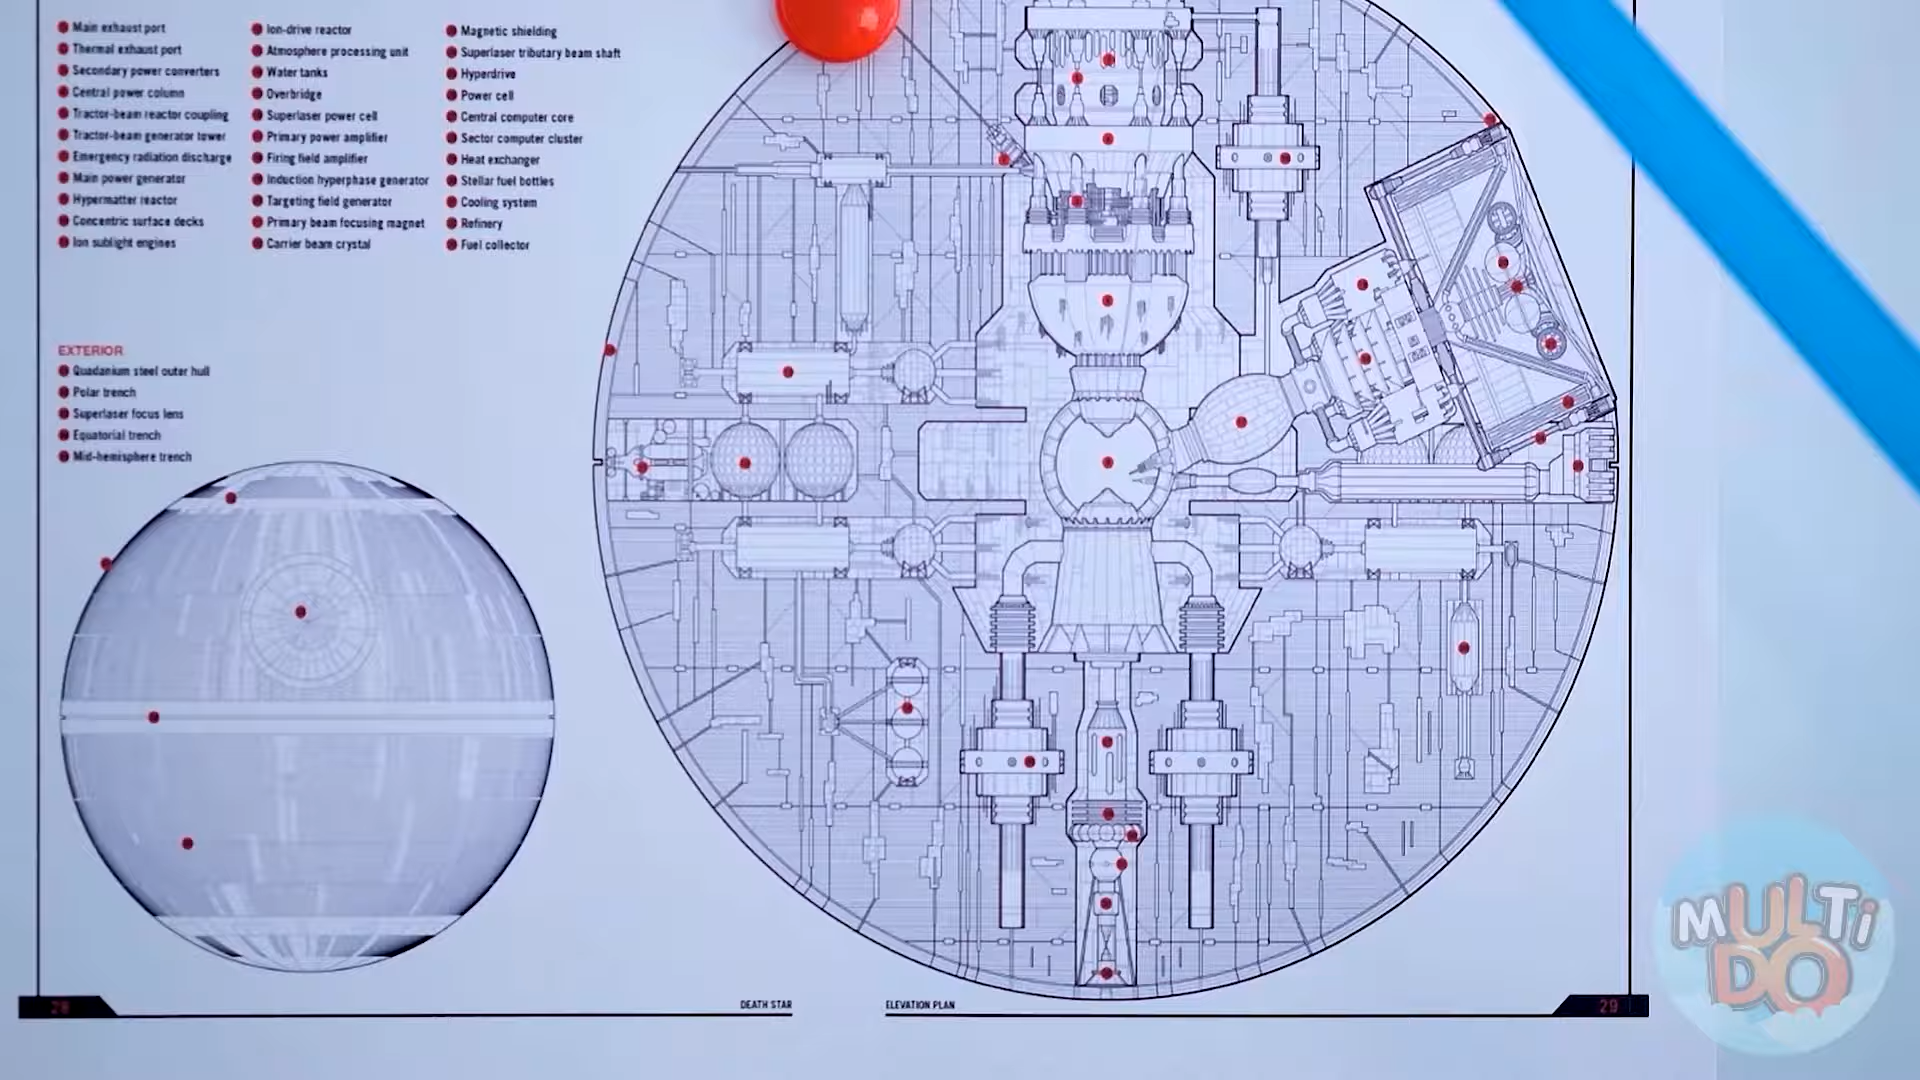 Main exhaust port
Thermal exhaust port
Secondary power converters
Central power column
Tractor-beam reactor coupling
Tractor-beam generator tower
Emergency radiation discharge
Main power generator
Hypermatter reactor
Concentric surface decks
Ion sublight engines
Ion-drive reactor
Atmosphere processing unit
Water tanks
Overbridge
Superlaser power cell
Primary power amplifier
Firing field amplifier
Induction hyperphase generator
Targeting field generator
Primary beam focusing magnet
Carrier beam crystal
Magnetic shielding
Superlaser tributary beam shaft
Hyperdrive
Power cell
Central computer core
Sector computer cluster
Heat exchanger
Stellar fuel bottles
Cooling system
Refinery
Fuel collector
EXTERIOR
Quadanium steel outer hull
Polar trench
Superlaser focus lens
Equatorial trench
Mid-hemisphere trench
28
DEATH STAR
ELEVATION PLAN
29
MULTi
DO